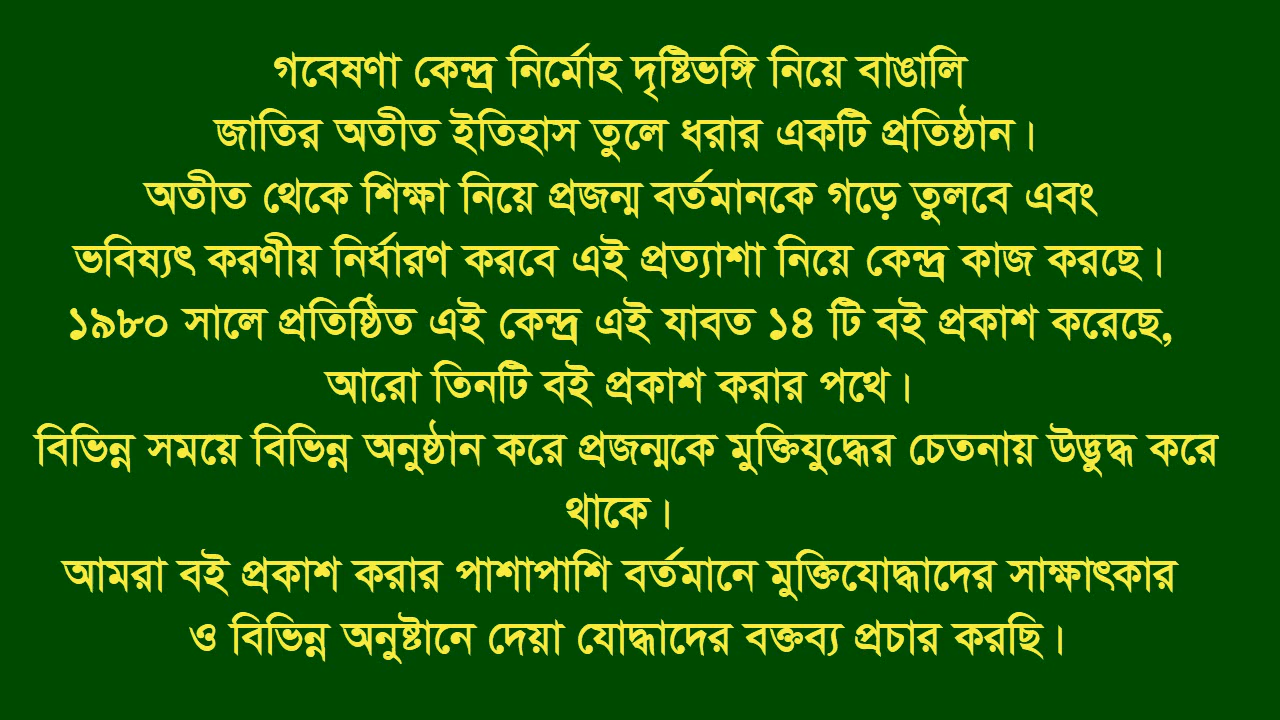 গবেষণা কেন্দ্র নির্মোহ দৃষ্টিভঙ্গি নিয়ে বাঙালি
জাতির অতীত ইতিহাস তুলে ধরার একটি প্রতিষ্ঠান।
অতীত থেকে শিক্ষা নিয়ে প্রজন্ম বর্তমানকে গড়ে তুলবে এবং
ভবিষ্যৎ করণীয় নির্ধারণ করবে এই প্রত্যাশা নিয়ে কেন্দ্র কাজ করছে।
১৯৮০ সালে প্রতিষ্ঠিত এই কেন্দ্র এই যাবত ১৪ টি বই প্রকাশ করেছে,
আরো তিনটি বই প্রকাশ করার পথে।
বিভিন্ন সময়ে বিভিন্ন অনুষ্ঠান করে প্রজন্মকে মুক্তিযুদ্ধের চেতনায় উদ্ভুদ্ধ করে
থাকে।
আমরা বই প্রকাশ করার পাশাপাশি বর্তমানে মুক্তিযোদ্ধাদের সাক্ষাৎকার
ও বিভিন্ন অনুষ্টানে দেয়া যোদ্ধাদের বক্তব্য প্রচার করছি।